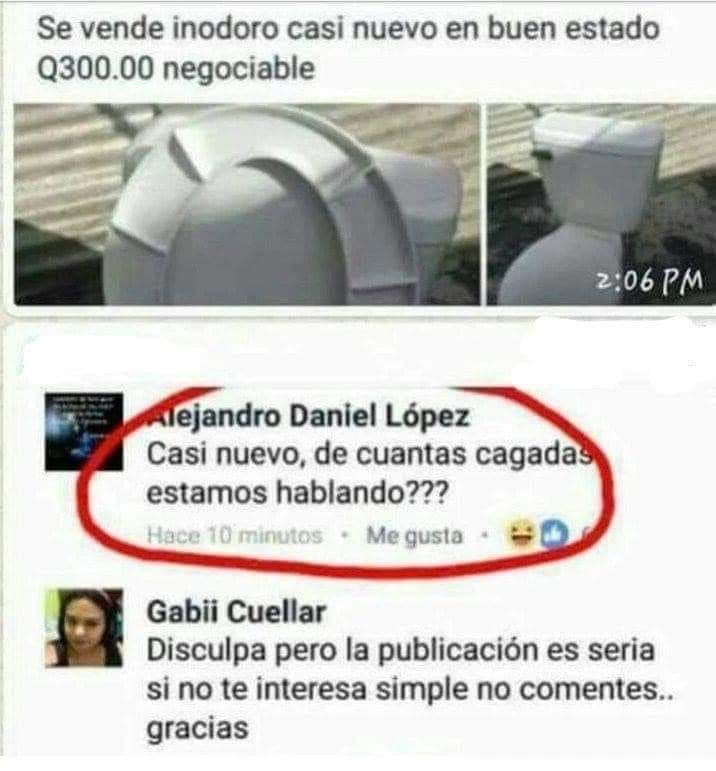 Se vende inodoro casi nuevo en buen estado
Q300.00 negociable
2:06 PM
Alejandro Daniel López
Casi nuevo, de cuantas cagadas
estamos hablando???
Hace 10 minutos · Me gusta ·
Gabii Cuellar
Disculpa pero la publicación es seria
si no te interesa simple no comentes..
gracias